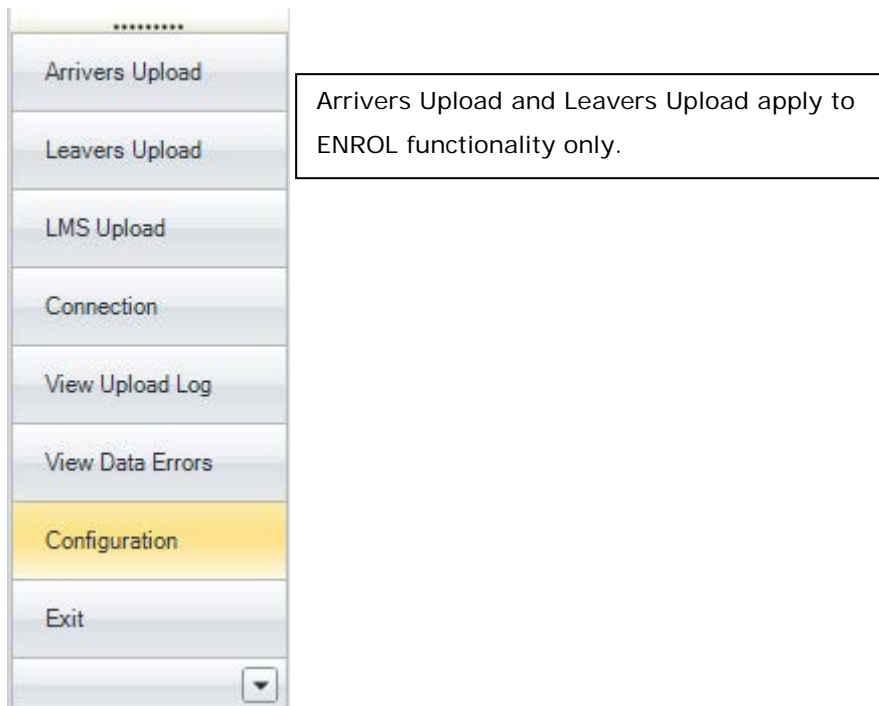 Arrivers Upload
Leavers Upload
LMS Upload
Connection
View Upload Log
View Data Errors
Configuration
Exit
Arrivers Upload and Leavers Upload apply to
ENROL functionality only.